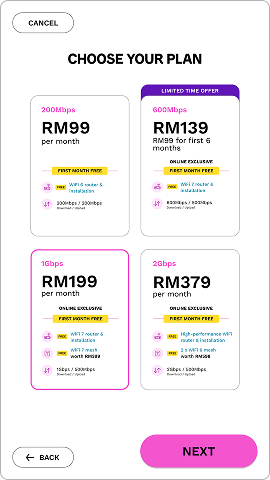 CANCEL
CHOOSE YOUR PLAN
200Mbps
RM99
per month
FIRST MONTH FREE
FREE WiFi 6 router &
installation
200Mbps / 200Mbps
Download / Upload
LIMITED TIME OFFER
600Mbps
RM139
RM99 for first 6
months
ONLINE EXCLUSIVE
FIRST MONTH FREE
FREE WiFi 7 router &
installation
600Mbps / 500Mbps
Download / Upload
1Gbps
RM199
per month
ONLINE EXCLUSIVE
FIRST MONTH FREE
FREE WiFi 7 router &
installation
FREE WiFi 7 mesh
worth RM399
1Gbps / 500Mbps
Download / Upload
2Gbps
RM379
per month
ONLINE EXCLUSIVE
FIRST MONTH FREE
FREE High-performance WiFi
router & installation
FREE 2 x WiFi 6 mesh
worth RM598
2Gbps / 500Mbps
Download / Upload
BACK
NEXT